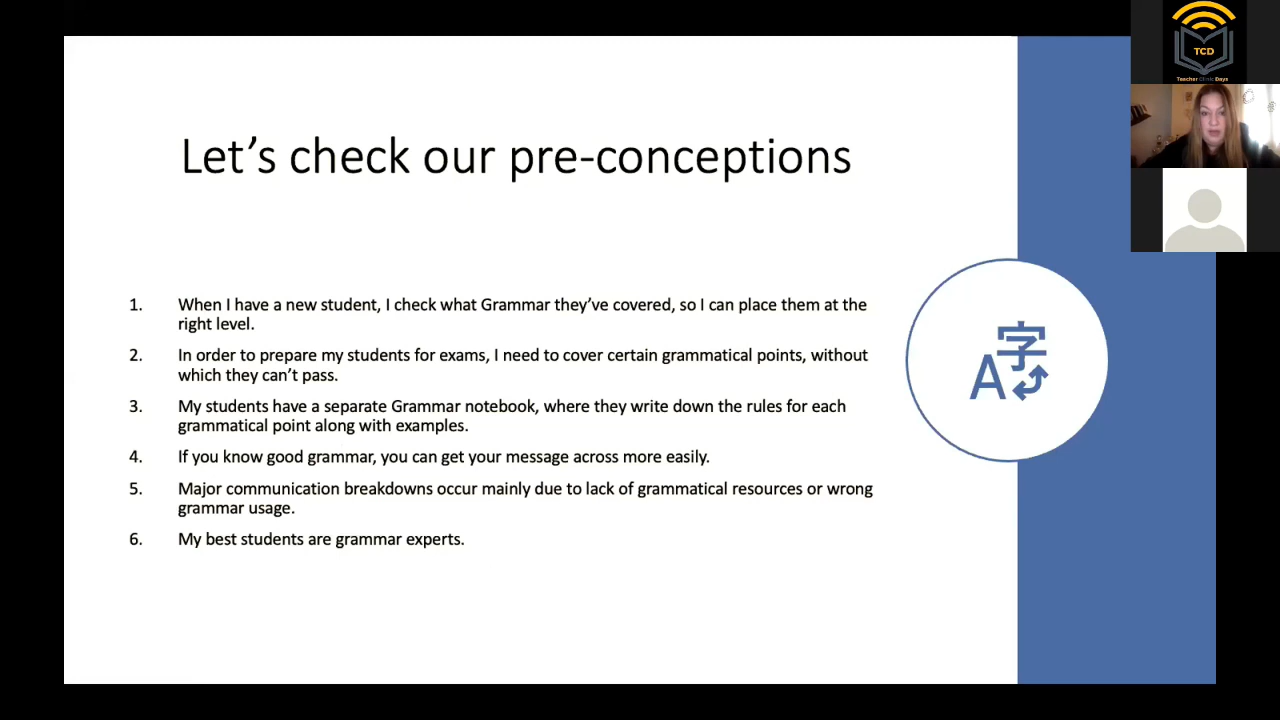 TCD
Teacher Clinic Days
Let's check our pre-conceptions
1. When I have a new student, I check what Grammar they've covered, so I can place them at the
right level.
2. In order to prepare my students for exams, I need to cover certain grammatical points, without
which they can't pass.
3. My students have a separate Grammar notebook, where they write down the rules for each
grammatical point along with examples.
4. If you know good grammar, you can get your message across more easily.
5. Major communication breakdowns occur mainly due to lack of grammatical resources or wrong
grammar usage.
6. My best students are grammar experts.
字
A